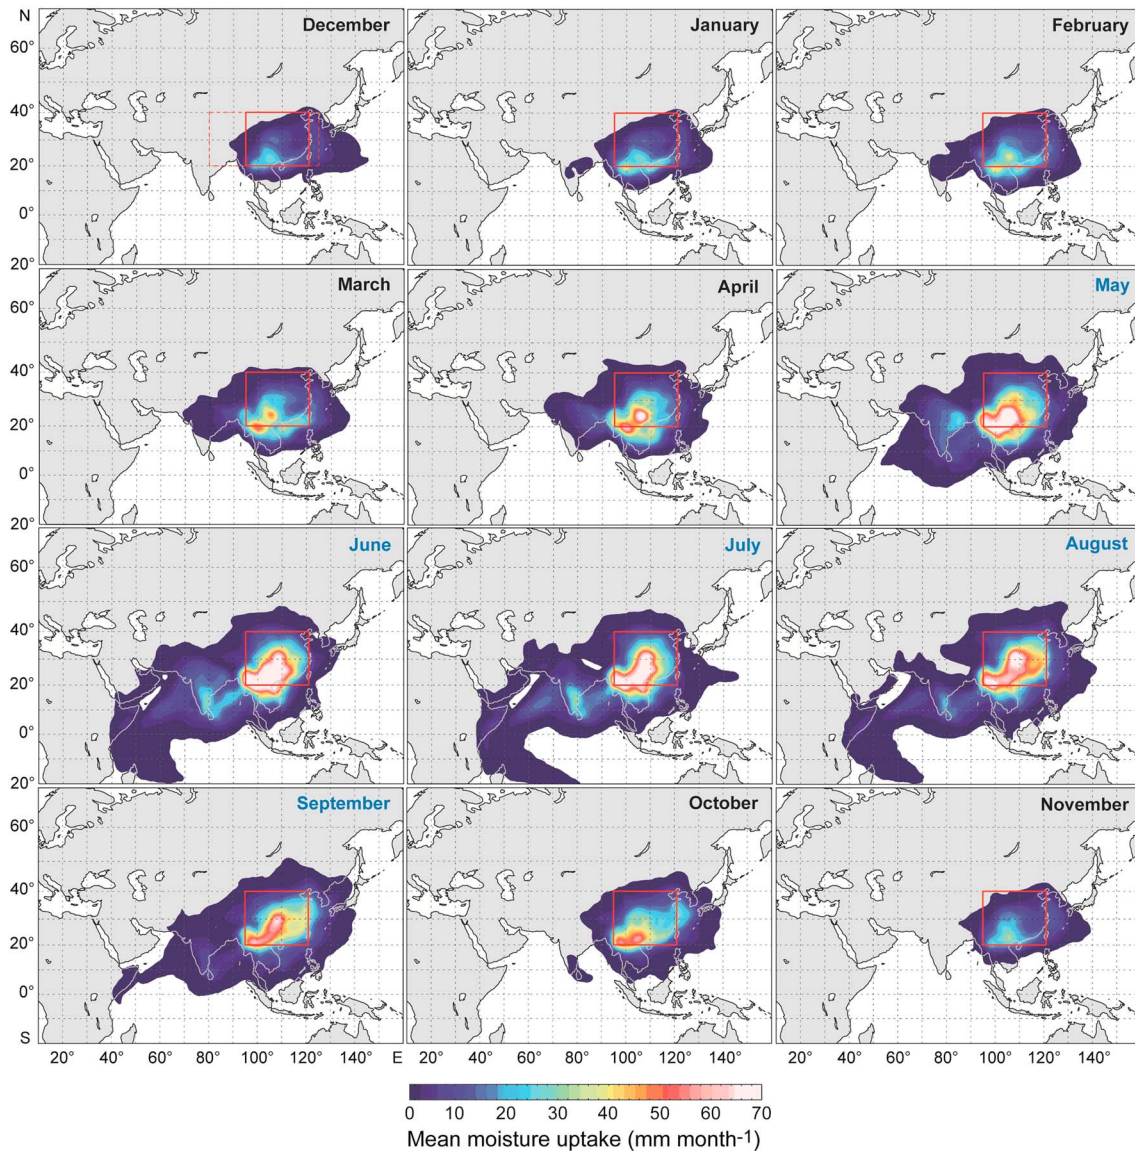 N
December
January
February
60°
40°
20°
0°
20°
March
April
May
60°
40°
20°
0°
20°
June
July
August
60°
40°
20°
0°
20°
September
October
November
60°
40°
20°
0°
S
20° 60° 80° 100° 120° 140° E 20° 40° 60° 80° 100° 120° 140° 20° 40° 60° 80° 100° 120° 140°
0 10 20 30 40 50 60 70
Mean moisture uptake (mm month-1)